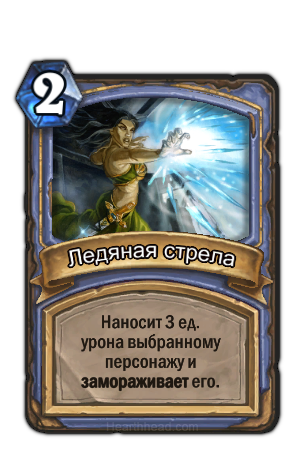 2
Ледяная стрела
Наносит 3 ед.
урона выбранному
персонажу и
замораживает его.
Hearthhead.com